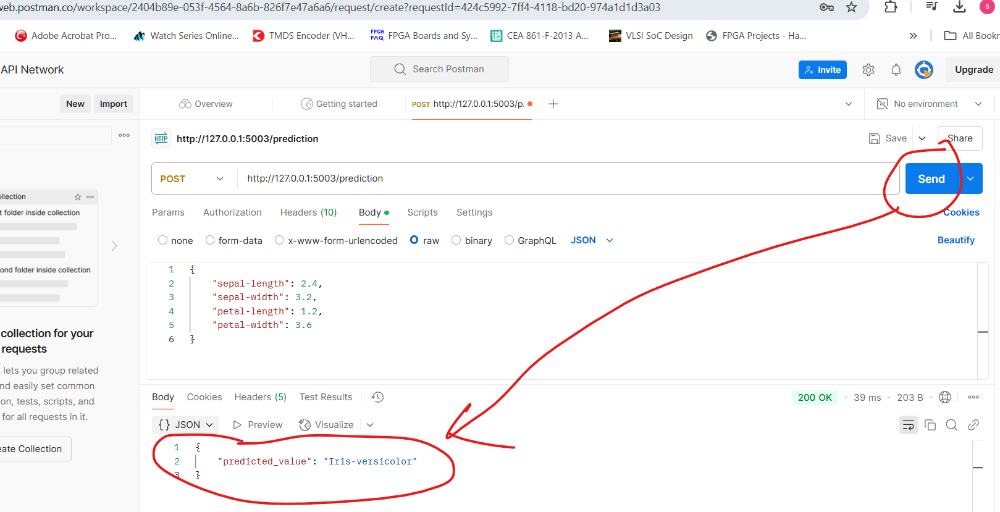 web.postman.co/workspace/2404b89e-053f-4564-8a6b-826f7e47a6a6/request/create?requestId=424c5992-7ff4-4118-bd20-974a1d1d3a03
S
Adobe Acrobat Pro... Watch Series Online... TMDS Encoder (VH... FPGA FAQ FPGA Boards and Sy... CEA 861-F-2013 A... VLSI SoC Design FPGA Projects - Ha... » All Bookr
API Network Search Postman Invite Upgrade
New Import Overview Getting started POST http://127.0.0.1:5003/p. No environment
HTTP http://127.0.0.1:5003/prediction Save Share
POST http://127.0.0.1:5003/prediction Send
Params Authorization Headers (10) Body Scripts Settings Cookies
none form-data x-www-form-urlencoded raw binary GraphQL JSON Beautify
1 {
2 "sepal-length": 2.4,
3 "sepal-width": 3.2,
4 "petal-length": 1.2,
5 "petal-width": 3.6
6 }
ollection
t folder inside collection
ond folder inside collection
collection for your
requests
lets you group related
nd easily set common
on, tests, scripts, and
for all requests in it.
eate Collection
Body Cookies Headers (5) Test Results 200 OK 39 ms 203 B
{} JSON Preview Visualize
1 {
2 "predicted_value": "Iris-versicolor"
3 }